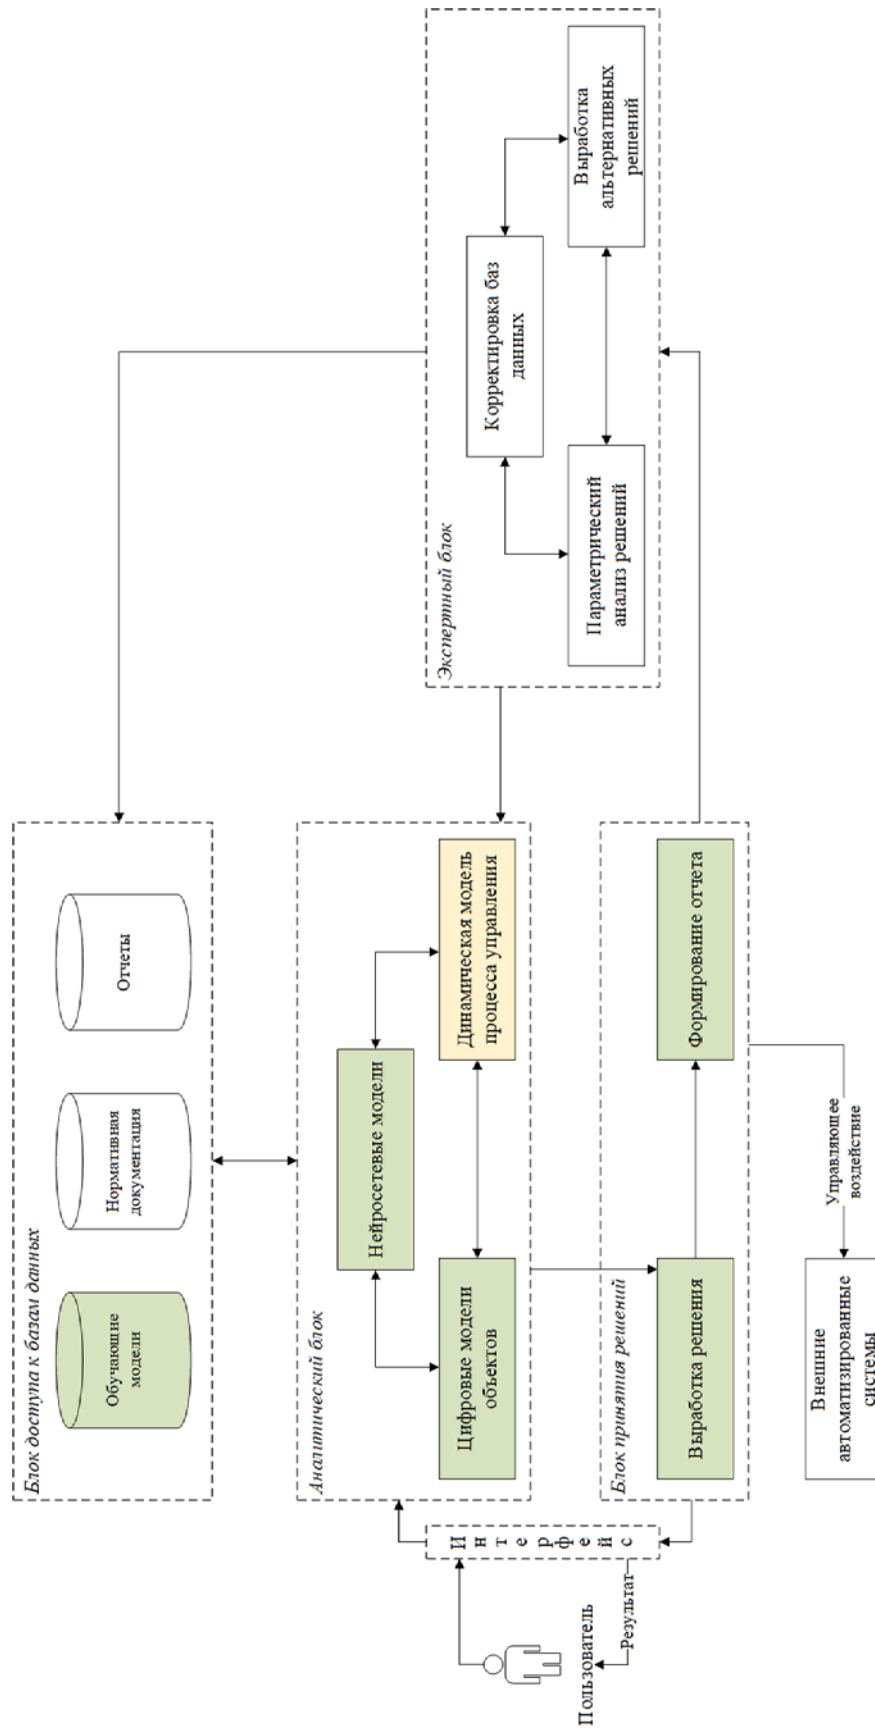 Блок доступа к базам данных
Обучающие
модели
Нормативная
документация
Отчеты
Аналитический блок
Нейросетевые модели
Цифровые модели
объектов
Динамическая модель
процесса управления
Экспертный блок
Корректировка баз
данных
Параметрический
анализ решений
Выработка
альтернативных
решений
Интерфейс
Пользователь
Результат
Блок принятия решений
Выработка решения
Формирование отчета
Управляющее
воздействие
Внешние
автоматизированные
системы